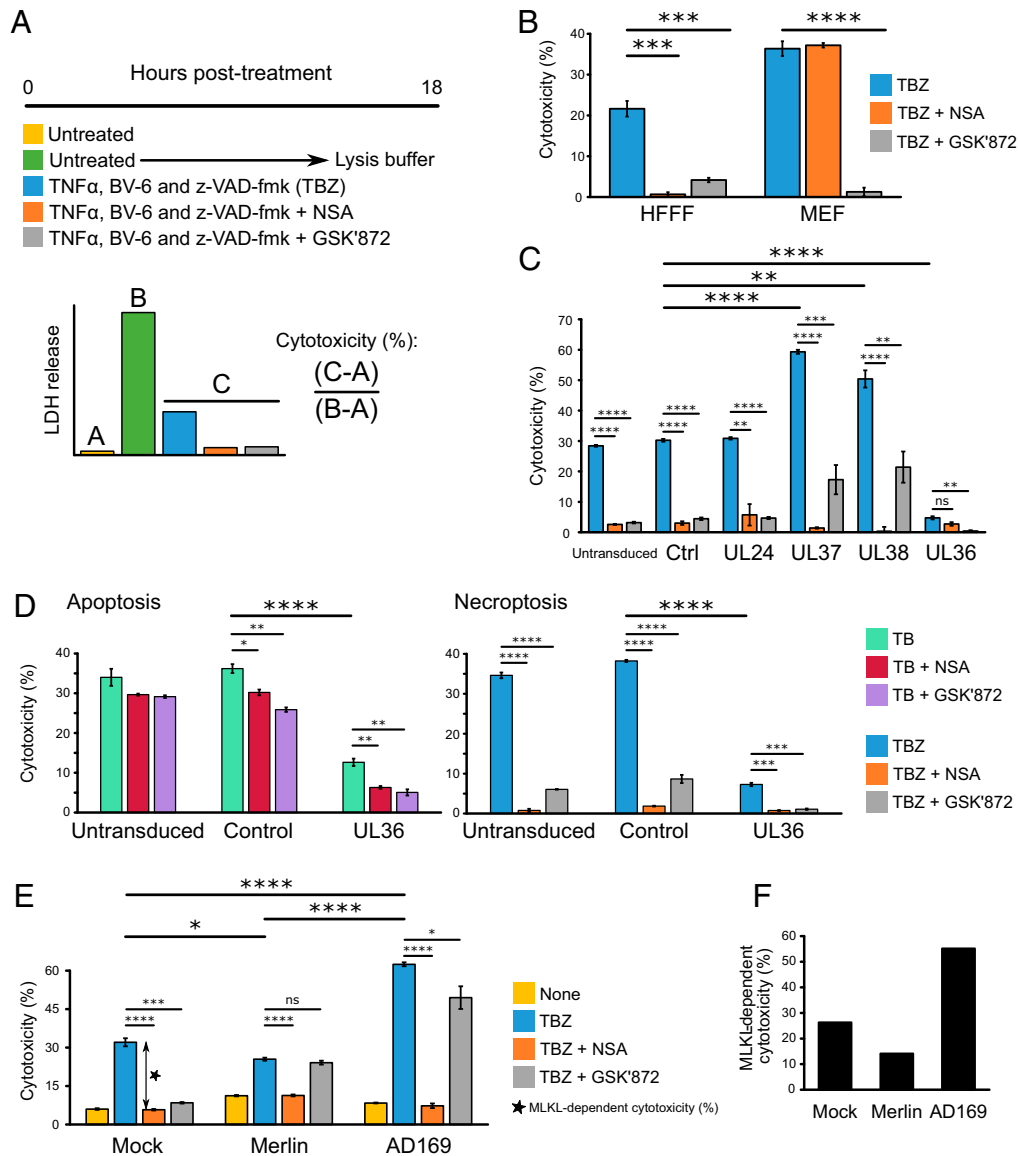 A
Hours post-treatment
0 18
Untreated
Untreated Lysis buffer
TNFα, BV-6 and z-VAD-fmk (TBZ)
TNFα, BV-6 and z-VAD-fmk + NSA
TNFα, BV-6 and z-VAD-fmk + GSK'872
LDH release
A
B
C
Cytotoxicity (%):
(C-A)
(B-A)
B
Cytotoxicity (%)
40
30
20
10
0
***
***
****
HFFF MEF
TBZ
TBZ + NSA
TBZ + GSK'872
C
Cytotoxicity (%)
70
60
50
40
30
20
10
0
****
**
****
****
****
****
****
****
**
***
****
**
****
**
ns
Untransduced Ctrl UL24 UL37 UL38 UL36
D
Apoptosis
Cytotoxicity (%)
40
30
20
10
0
****
**
*
**
**
Untransduced Control UL36
Necroptosis
40
30
20
10
0
****
****
****
****
****
***
***
Untransduced Control UL36
TB
TB + NSA
TB + GSK'872
TBZ
TBZ + NSA
TBZ + GSK'872
E
Cytotoxicity (%)
60
45
30
15
0
****
****
*
***
****
ns
****
*
****
Mock Merlin AD169
None
TBZ
TBZ + NSA
TBZ + GSK'872
★ MLKL-dependent cytotoxicity (%)
F
MLKL-dependent
cytotoxicity (%)
60
50
40
30
20
10
0
Mock Merlin AD169